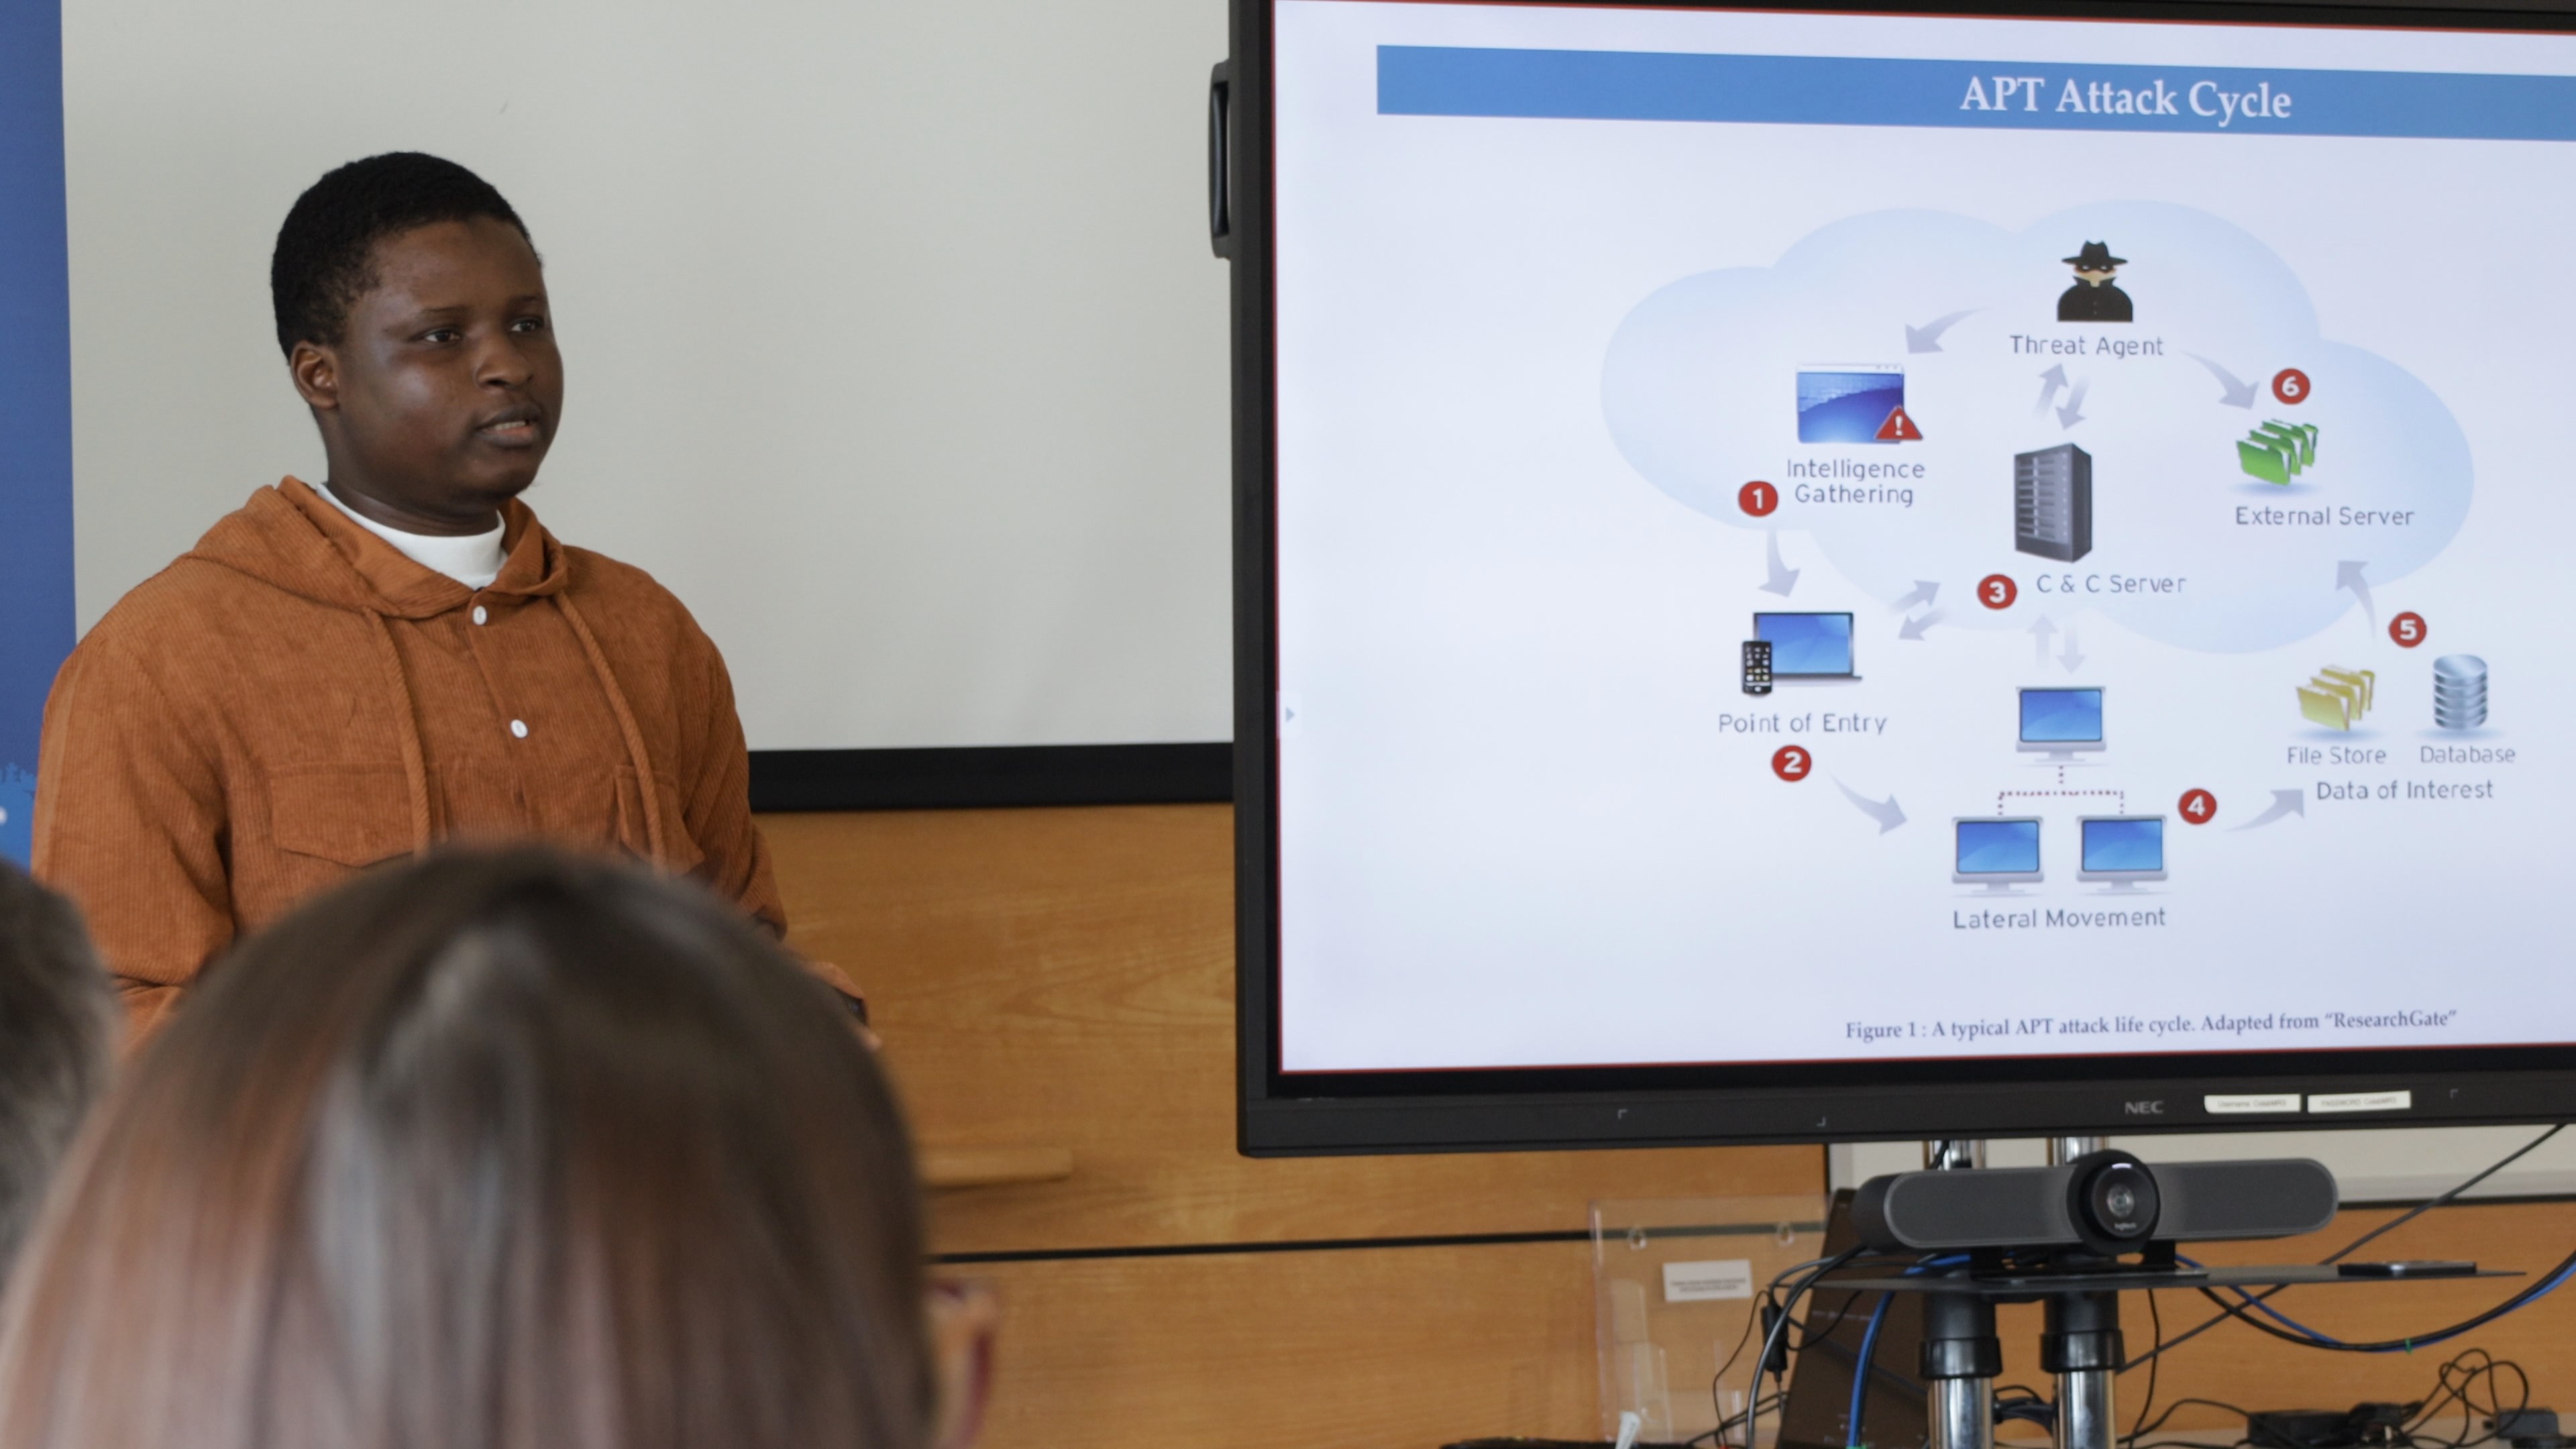 APT Attack Cycle
Threat Agent
6
Intelligence
Gathering
1
External Server
C & C Server
3
5
Point of Entry
2
File Store
Database
Data of Interest
4
Lateral Movement
Figure 1 : A typical APT attack life cycle. Adapted from “ResearchGate”
NEC